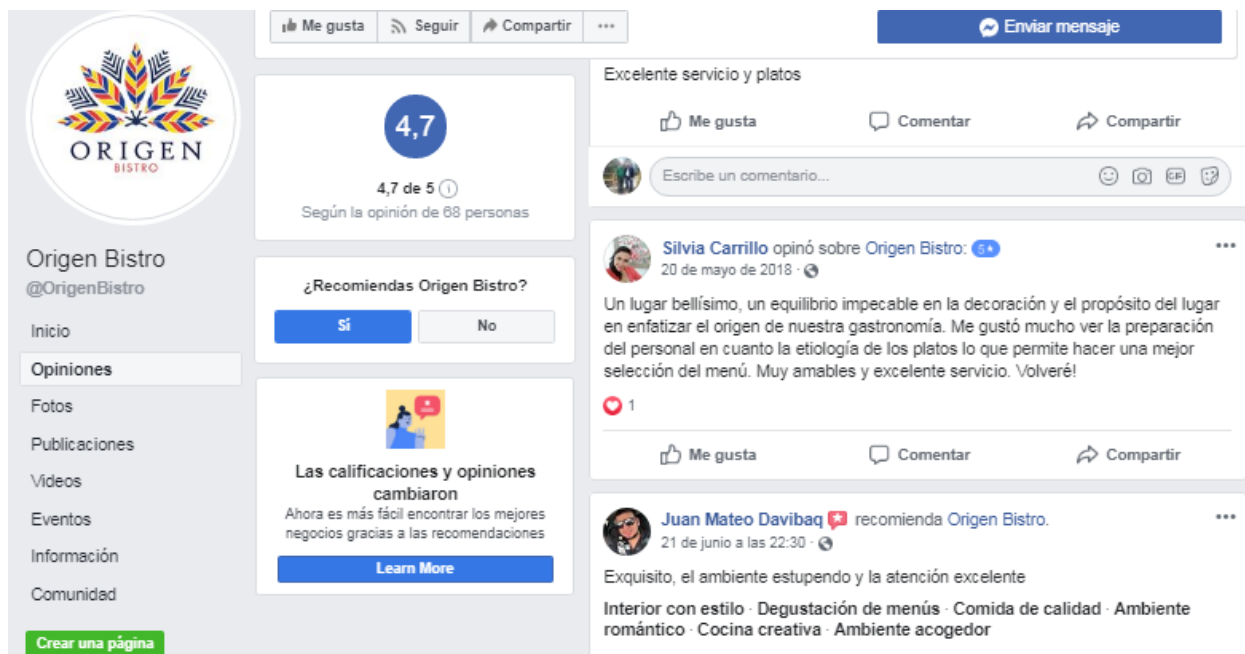 ORIGEN
BISTRO
Origen Bistro
@OrigenBistro
Inicio
Opiniones
Fotos
Publicaciones
Videos
Eventos
Información
Comunidad
Crear una página
Me gusta
Seguir
Compartir
Enviar mensaje
4,7
4,7 de 5
Según la opinión de 68 personas
¿Recomiendas Origen Bistro?
Sí
No
Las calificaciones y opiniones
cambiaron
Ahora es más fácil encontrar los mejores
negocios gracias a las recomendaciones
Learn More
Excelente servicio y platos
Me gusta
Comentar
Compartir
Escribe un comentario...
GIF
Silvia Carrillo opinó sobre Origen Bistro: 5★
20 de mayo de 2018 ·
Un lugar bellísimo, un equilibrio impecable en la decoración y el propósito del lugar
en enfatizar el origen de nuestra gastronomía. Me gustó mucho ver la preparación
del personal en cuanto la etiología de los platos lo que permite hacer una mejor
selección del menú. Muy amables y excelente servicio. Volveré!
1
Me gusta
Comentar
Compartir
Juan Mateo Davibaq recomienda Origen Bistro.
21 de junio a las 22:30 ·
Exquisito, el ambiente estupendo y la atención excelente
Interior con estilo · Degustación de menús · Comida de calidad · Ambiente
romántico · Cocina creativa · Ambiente acogedor